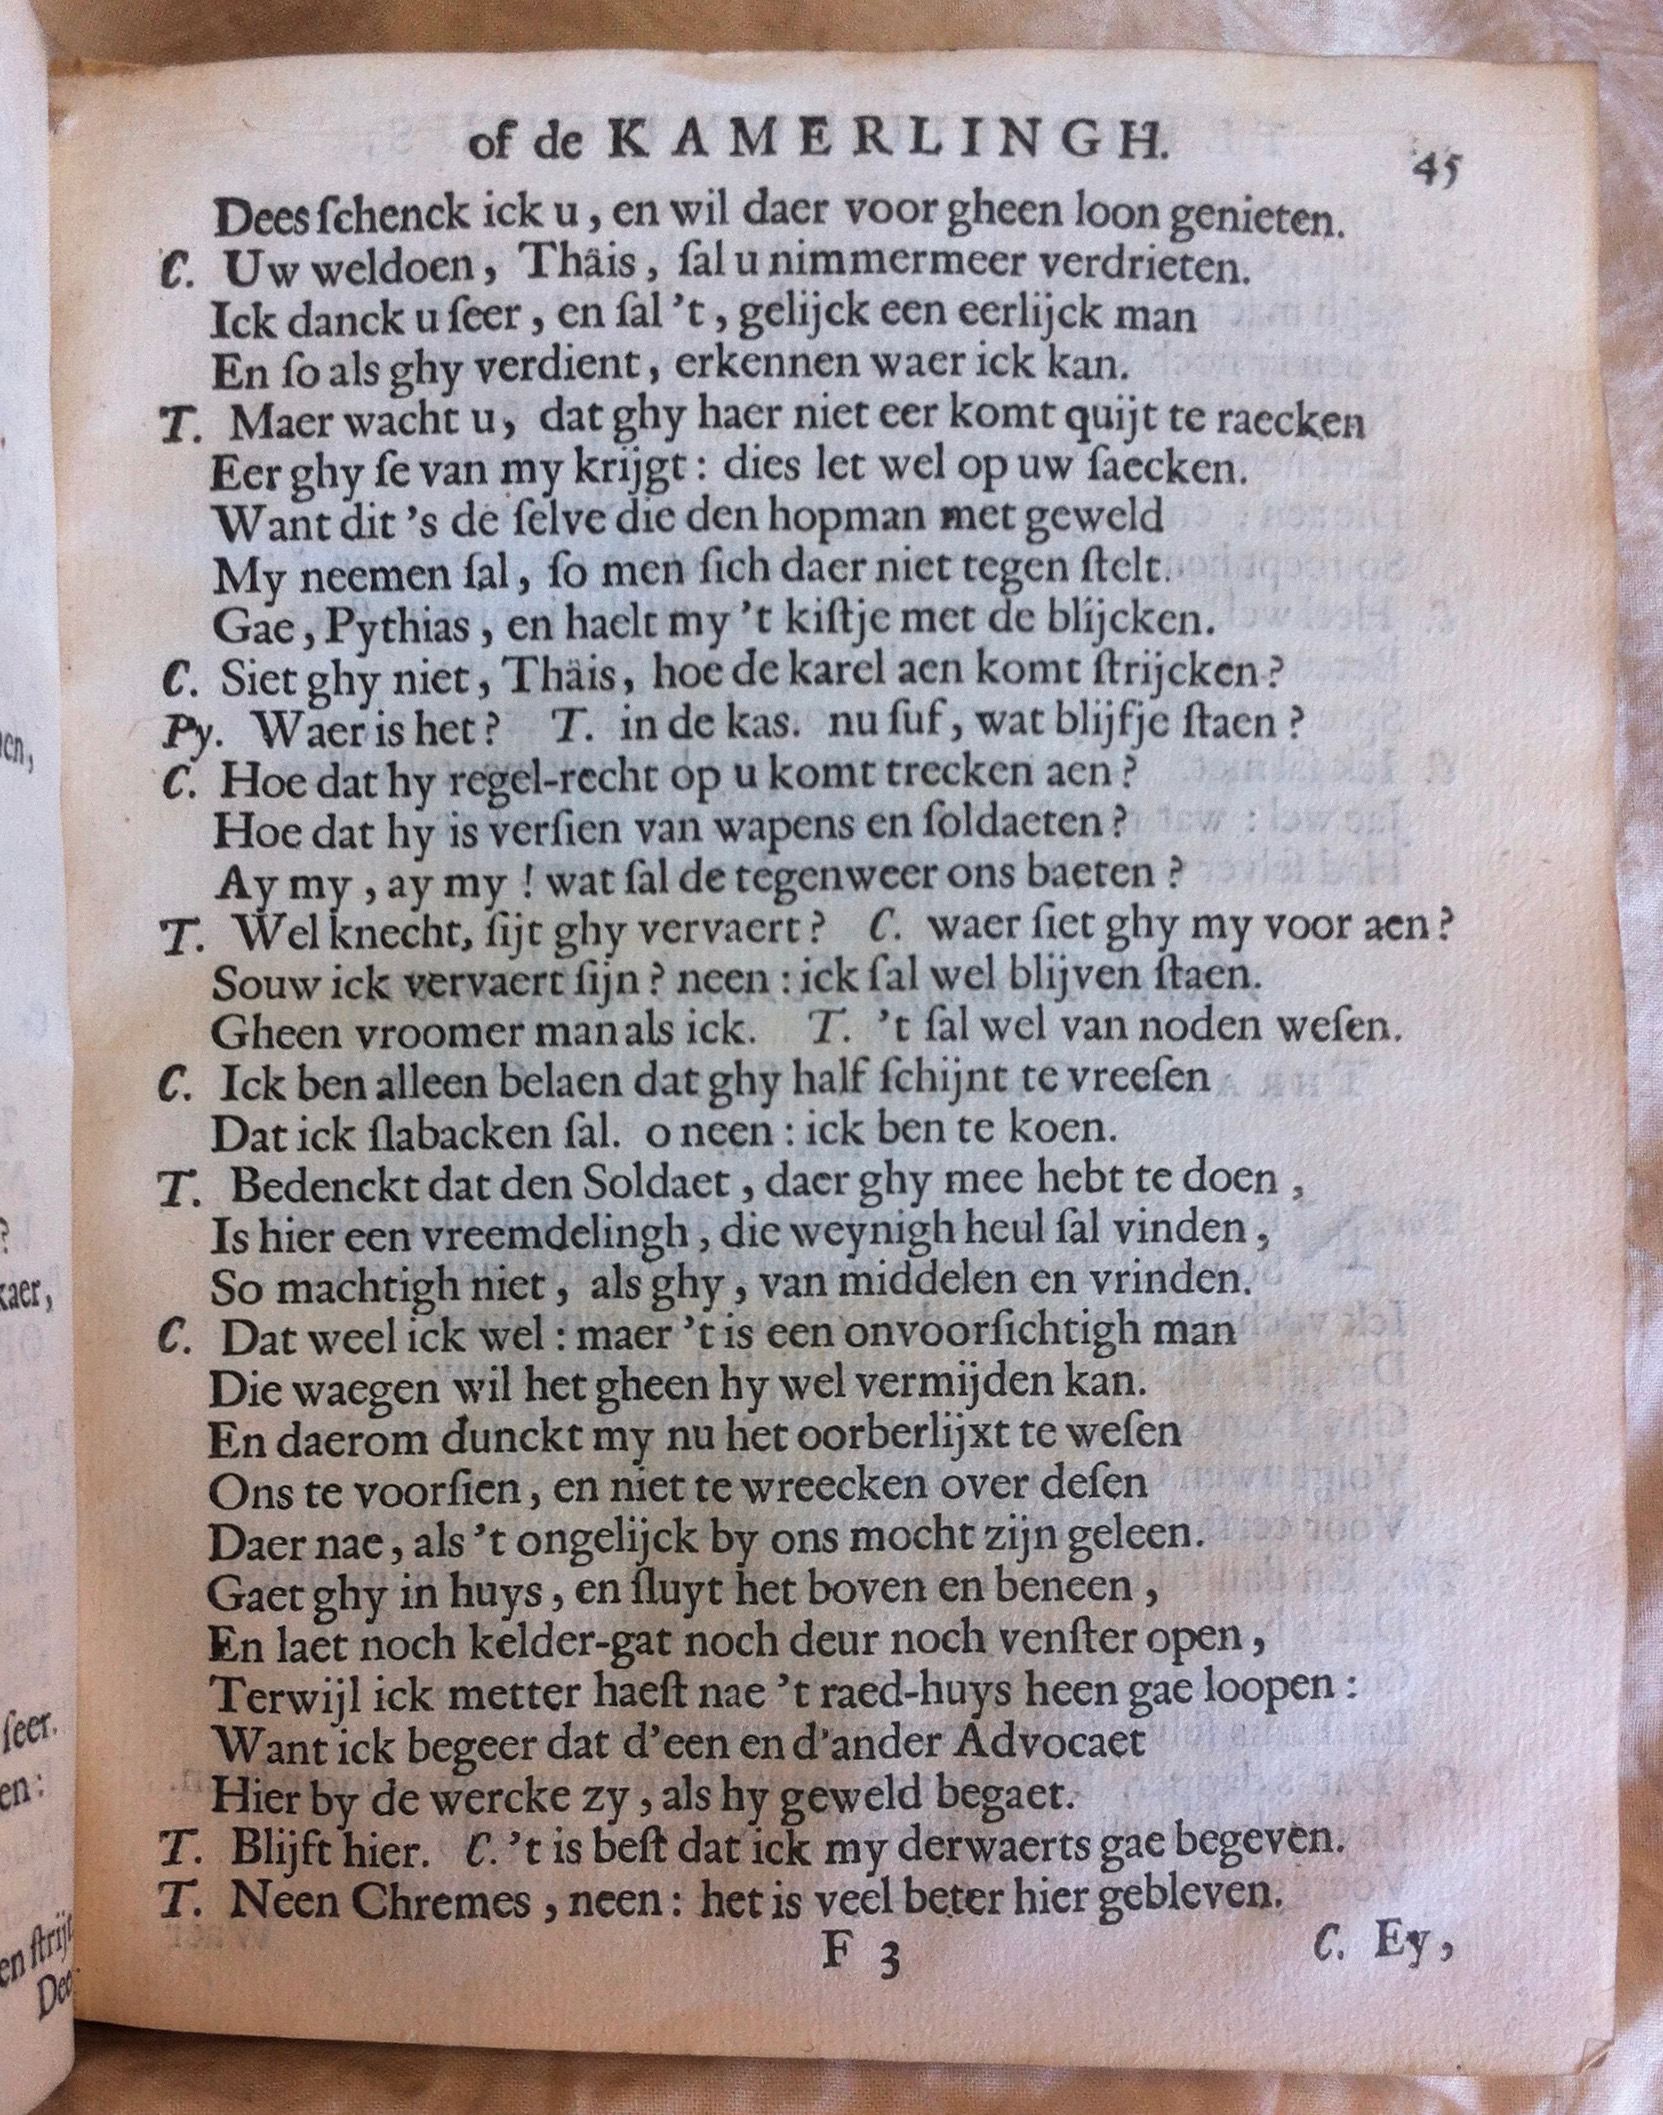 of de KAMERLINGH.
45
Dees ſchenck ick u, en wil daer voor gheen loon genieten.
C. Uw weldoen, Thäis, ſal u nimmermeer verdrieten.
Ick danck u ſeer, en ſal 't, gelijck een eerlijck man
En ſo als ghy verdient, erkennen waer ick kan.
T. Maer wacht u, dat ghy haer niet eer komt quijt te raecken
Eer ghy ſe van my krijgt: dies let wel op uw ſaecken.
Want dit 's de ſelve die den hopman met geweld
My neemen ſal, ſo men ſich daer niet tegen ſtelt.
Gae, Pythias, en haelt my 't kiſtje met de blijcken.
C. Siet ghy niet, Thäis, hoe de karel aen komt ſtrijcken?
Py. Waer is het? T. in de kas. nu ſuf, wat blijfje ſtaen?
C. Hoe dat hy regel-recht op u komt trecken aen?
Hoe dat hy is verſien van wapens en ſoldaeten?
Ay my, ay my! wat ſal de tegenweer ons baeten?
T. Wel knecht, ſijt ghy vervaert? C. waer ſiet ghy my voor aen?
Souw ick vervaert ſijn? neen: ick ſal wel blijven ſtaen.
Gheen vroomer man als ick. T. 't ſal wel van noden weſen.
C. Ick ben alleen belaen dat ghy half ſchijnt te vreeſen
Dat ick ſlabacken ſal. o neen: ick ben te koen.
T. Bedenckt dat den Soldaet, daer ghy mee hebt te doen,
Is hier een vreemdelingh, die weynigh heul ſal vinden,
So machtigh niet, als ghy, van middelen en vrinden.
C. Dat weel ick wel: maer 't is een onvoorſichtigh man
Die waegen wil het gheen hy wel vermijden kan.
En daerom dunckt my nu het oorberlijxt te weſen
Ons te voorſien, en niet te wreecken over deſen
Daer nae, als 't ongelijck by ons mocht zijn geleen.
Gaet ghy in huys, en ſluyt het boven en beneen,
En laet noch kelder-gat noch deur noch venſter open,
Terwijl ick metter haeſt nae 't raed-huys heen gae loopen:
Want ick begeer dat d'een en d'ander Advocaet
Hier by de wercke zy, als hy geweld begaet.
T. Blijft hier. C. 't is beſt dat ick my derwaerts gae begeven.
T. Neen Chremes, neen: het is veel beter hier gebleven.
F 3
C. Ey,